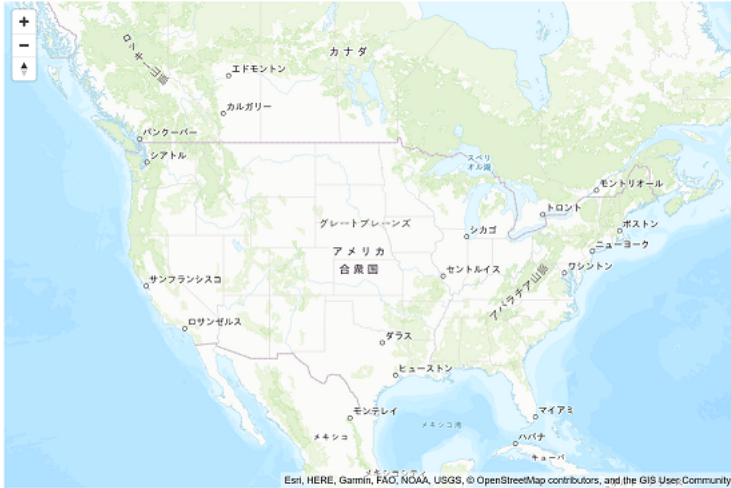 カナダ
ロッキー山脈
エドモントン
カルガリー
バンクーバー
シアトル
スペリ
オル湖
モントリオール
トロント
ボストン
グレートプレーンズ
シカゴ
ニューヨーク
アメリカ
合衆国
セントルイス
ワシントン
アパラチア山脈
サンフランシスコ
ロサンゼルス
ダラス
ヒューストン
モンテレイ
マイアミ
メキシコ湾
メキシコ
ハバナ
キューバ
メキシコシティ
Esri, HERE, Garmin, FAO, NOAA, USGS, © OpenStreetMap contributors, and the GIS User Community